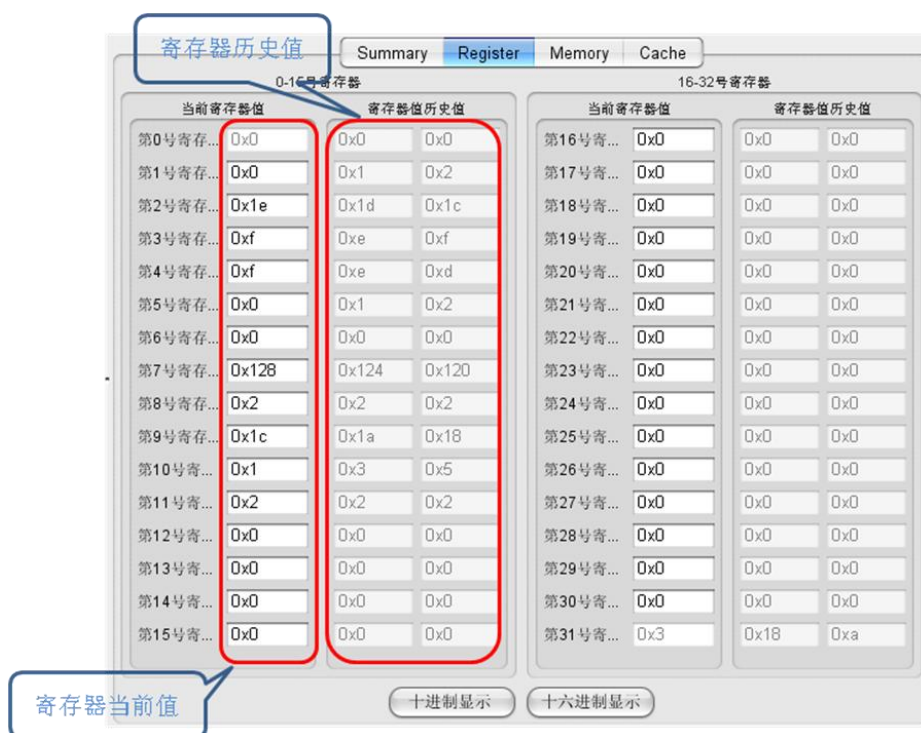 寄存器历史值
Summary Register Memory Cache
0-15号寄存器 16-32号寄存器
当前寄存器值 寄存器值历史值 当前寄存器值 寄存器值历史值
第0号寄存... 0x0 0x0 0x0 第16号寄... 0x0 0x0 0x0
第1号寄存... 0x0 0x1 0x2 第17号寄... 0x0 0x0 0x0
第2号寄存... 0x1e 0x1d 0x1c 第18号寄... 0x0 0x0 0x0
第3号寄存... 0xf 0xe 0xf 第19号寄... 0x0 0x0 0x0
第4号寄存... 0xf 0xe 0xd 第20号寄... 0x0 0x0 0x0
第5号寄存... 0x0 0x1 0x2 第21号寄... 0x0 0x0 0x0
第6号寄存... 0x0 0x0 0x0 第22号寄... 0x0 0x0 0x0
第7号寄存... 0x128 0x124 0x120 第23号寄... 0x0 0x0 0x0
第8号寄存... 0x2 0x2 0x2 第24号寄... 0x0 0x0 0x0
第9号寄存... 0x1c 0x1a 0x18 第25号寄... 0x0 0x0 0x0
第10号寄... 0x1 0x3 0x5 第26号寄... 0x0 0x0 0x0
第11号寄... 0x2 0x2 0x2 第27号寄... 0x0 0x0 0x0
第12号寄... 0x0 0x0 0x0 第28号寄... 0x0 0x0 0x0
第13号寄... 0x0 0x0 0x0 第29号寄... 0x0 0x0 0x0
第14号寄... 0x0 0x0 0x0 第30号寄... 0x0 0x0 0x0
第15号寄... 0x0 0x0 0x0 第31号寄... 0x3 0x18 0xa
寄存器当前值
十进制显示 十六进制显示